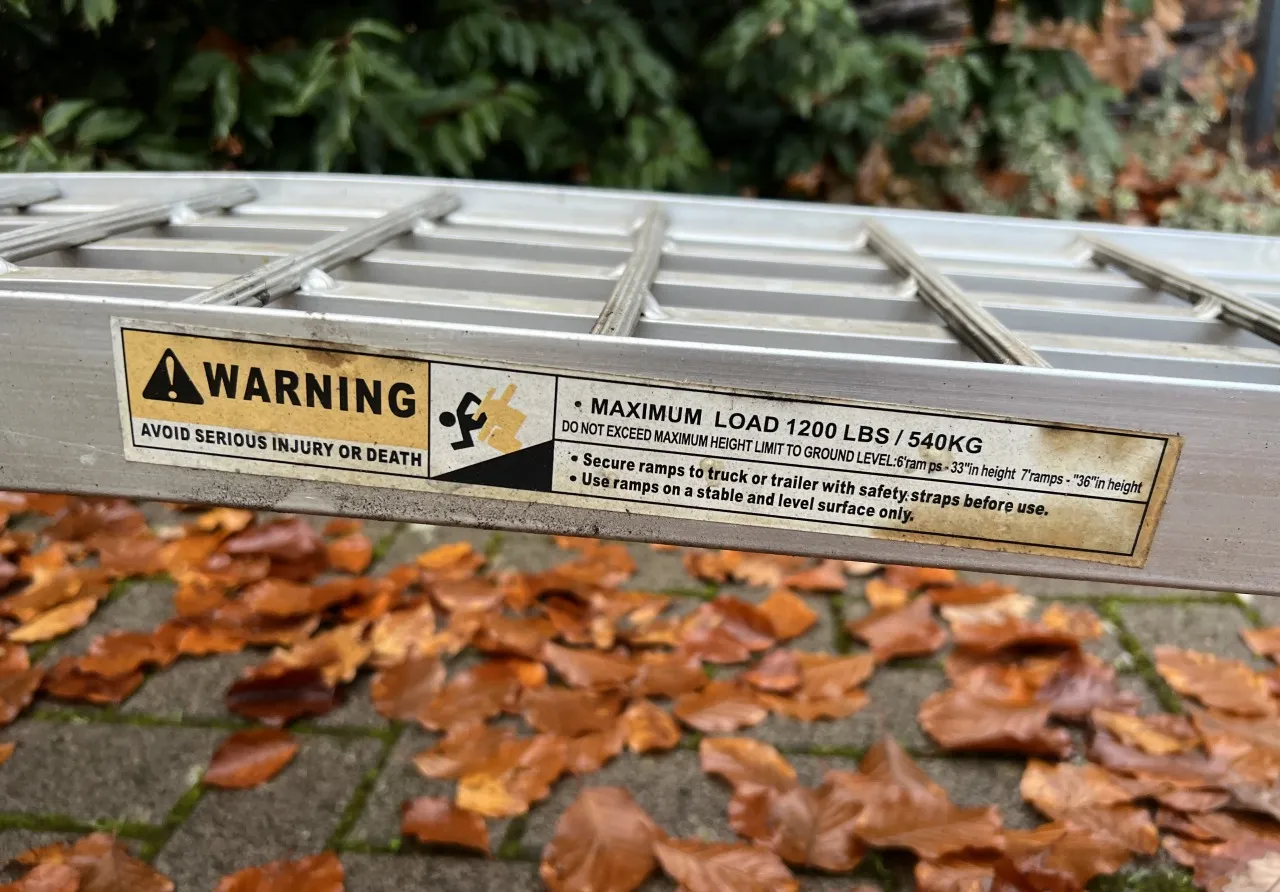 WARNING
AVOID SERIOUS INJURY OR DEATH
• MAXIMUM LOAD 1200 LBS / 540KG
DO NOT EXCEED MAXIMUM HEIGHT LIMIT TO GROUND LEVEL:6'ram ps - 33"in height 7'ramps - "36"in height
• Secure ramps to truck or trailer with safety.straps before use.
• Use ramps on a stable and level surface only.